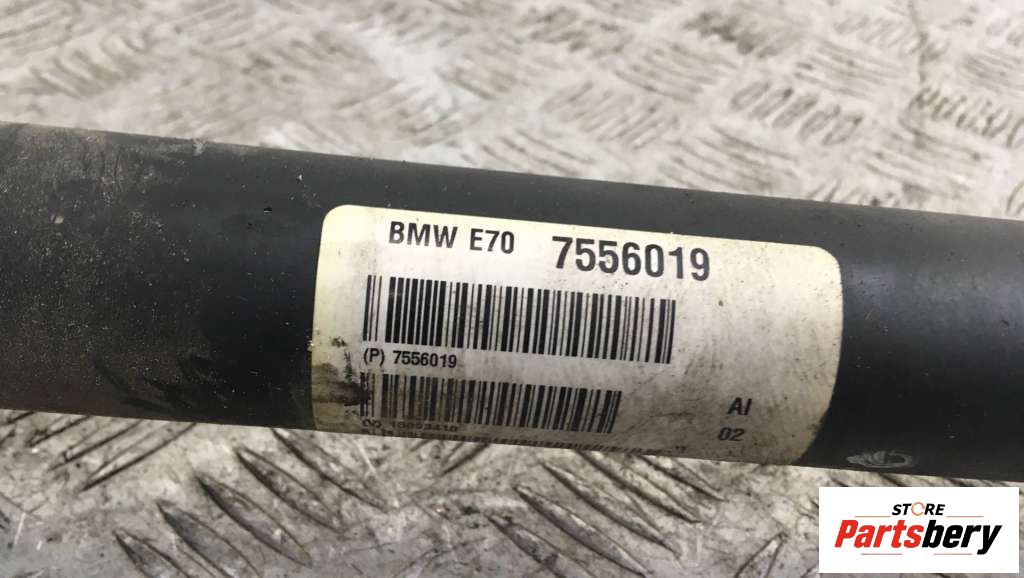 BMW E70 7556019
(P) 7556019
AI
02
STORE
Partsbery